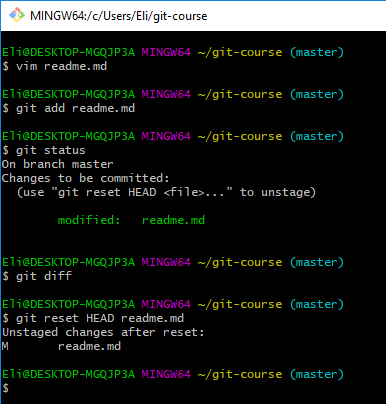 MINGW64:/c/Users/Eli/git-course
Eli@DESKTOP-MGQJP3A MINGW64 ~/git-course (master)
$ vim readme.md
Eli@DESKTOP-MGQJP3A MINGW64 ~/git-course (master)
$ git add readme.md
Eli@DESKTOP-MGQJP3A MINGW64 ~/git-course (master)
$ git status
On branch master
Changes to be committed:
  (use "git reset HEAD <file>..." to unstage)
        modified:   readme.md
Eli@DESKTOP-MGQJP3A MINGW64 ~/git-course (master)
$ git diff
Eli@DESKTOP-MGQJP3A MINGW64 ~/git-course (master)
$ git reset HEAD readme.md
Unstaged changes after reset:
M       readme.md
Eli@DESKTOP-MGQJP3A MINGW64 ~/git-course (master)
$